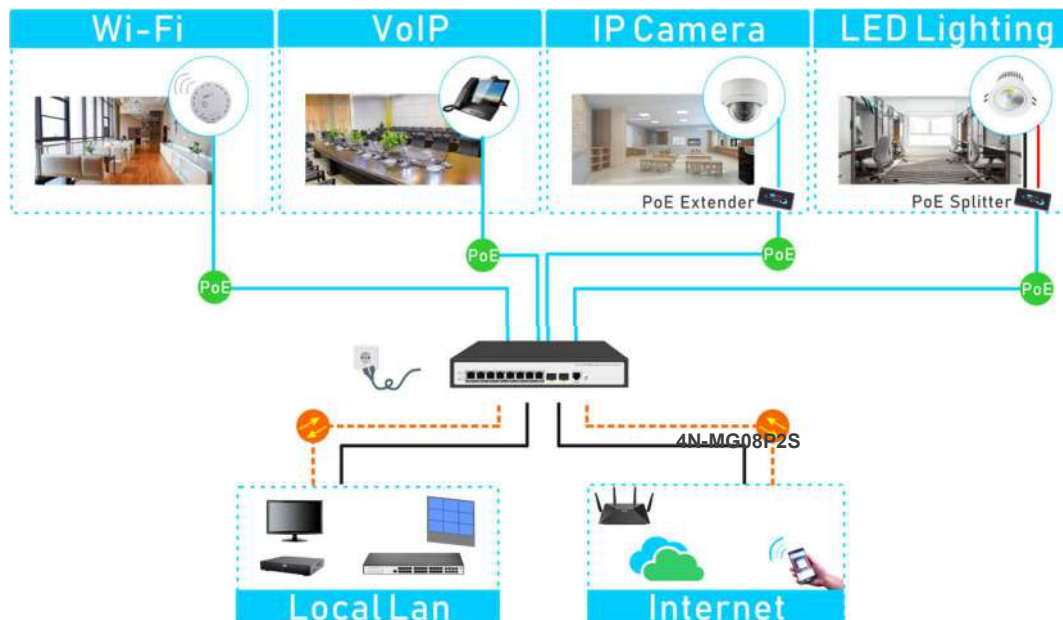 Wi-Fi
VoIP
IP Camera
LED Lighting
PoE Extender
PoE Splitter
PoE
PoE
PoE
PoE
4N-MG08P2S
Local Lan
Internet